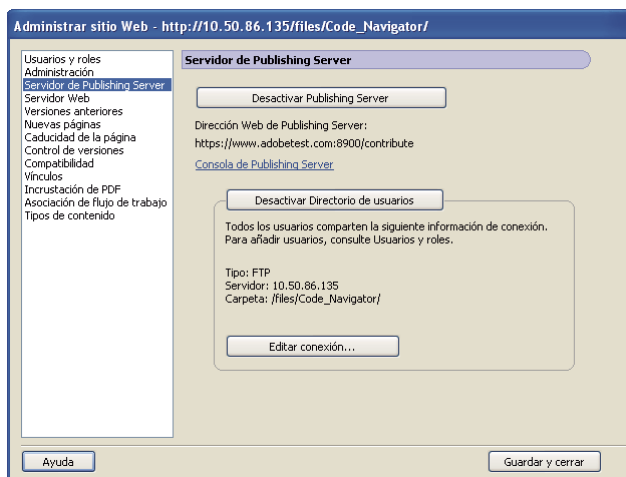 Administrar sitio Web - http://10.50.86.135/files/Code_Navigator/
Usuarios y roles
Administración
Servidor de Publishing Server
Servidor Web
Versiones anteriores
Nuevas páginas
Caducidad de la página
Control de versiones
Compatibilidad
Vínculos
Incrustación de PDF
Asociación de flujo de trabajo
Tipos de contenido
Servidor de Publishing Server
Desactivar Publishing Server
Dirección Web de Publishing Server:
https://www.adobetest.com:8900/contribute
Consola de Publishing Server
Desactivar Directorio de usuarios
Todos los usuarios comparten la siguiente información de conexión.
Para añadir usuarios, consulte Usuarios y roles.
Tipo: FTP
Servidor: 10.50.86.135
Carpeta: /files/Code_Navigator/
Editar conexión...
Ayuda
Guardar y cerrar